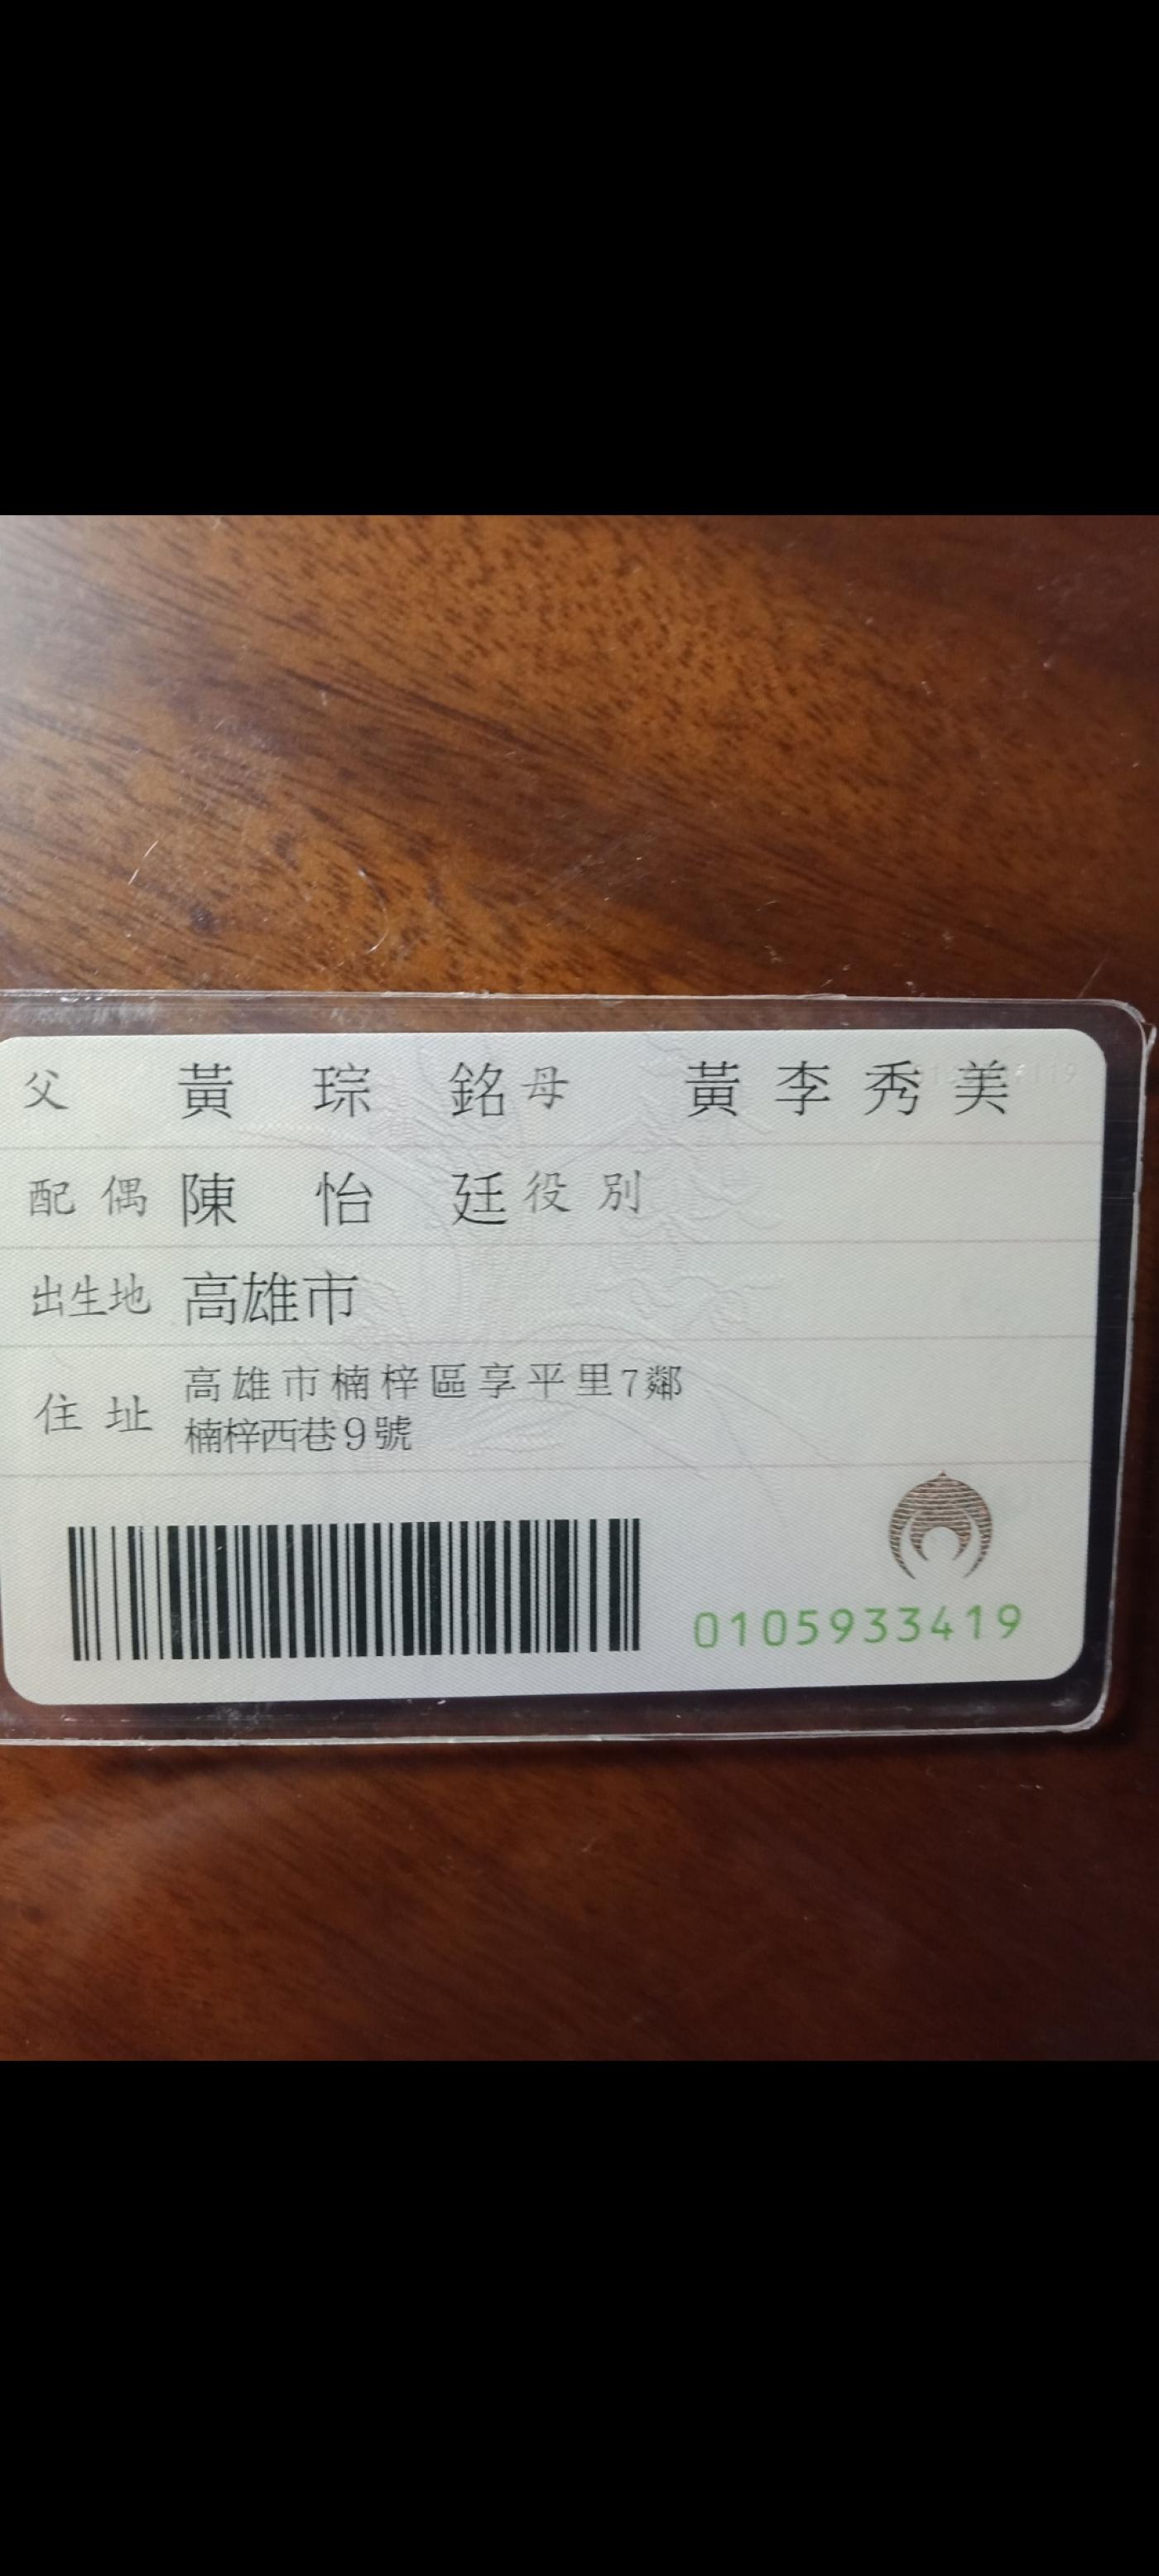 父 黃琮銘 母 黃李秀美
配偶 陳怡廷 役別
出生地 高雄市
住址 高雄市楠梓區享平里7鄰
楠梓西巷9號
0105933419